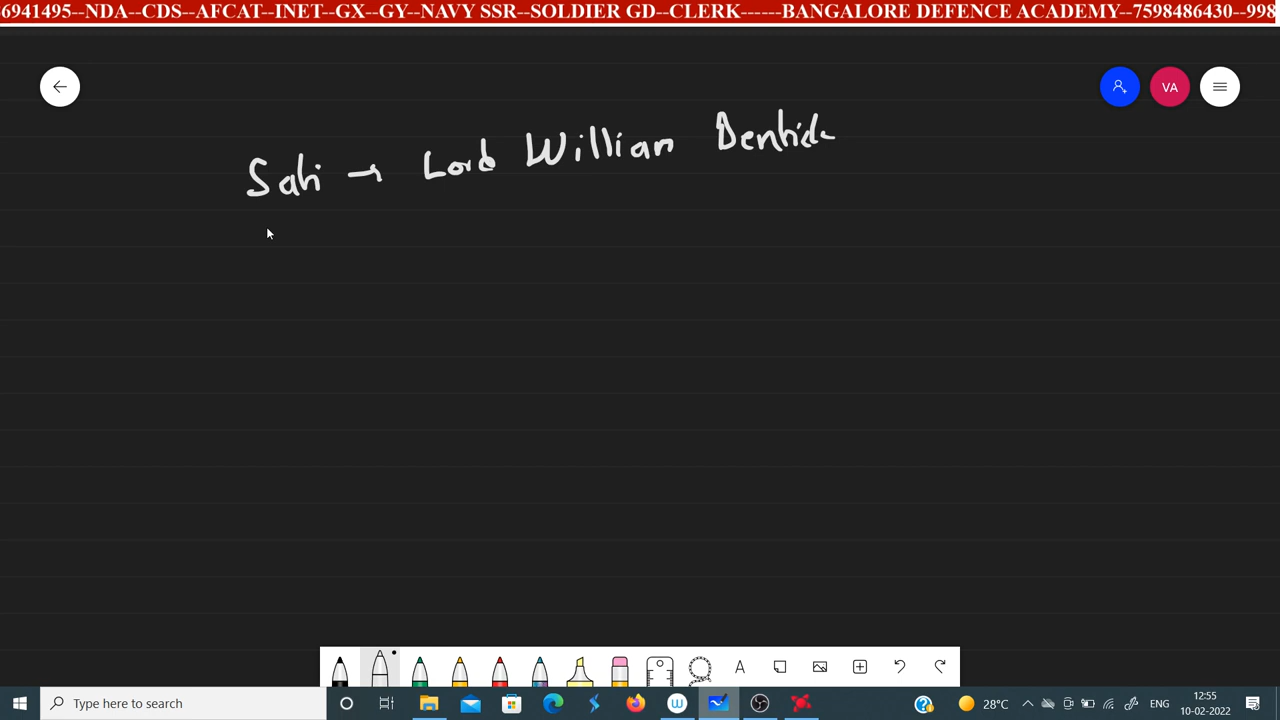 6941495--NDA--CDS--AFCAT--INET--GX--GY--NAVY SSR--SOLDIER GD--CLERK------BANGALORE DEFENCE ACADEMY--7598486430--998
VA
Sati → Lord William
A
Type here to search
28°C
ENG
12:55
10-02-2022